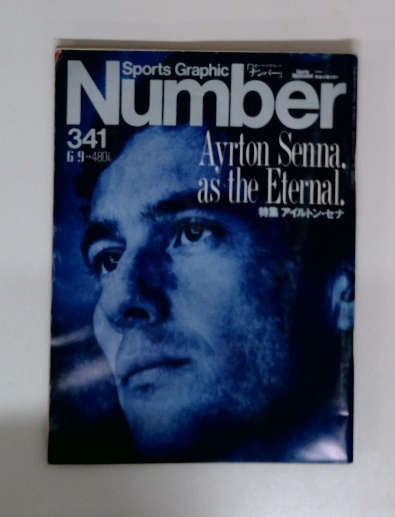 Sports Graphic
「ナンバー」
Number
341
6/9
480
Ayrton Senna.
as the Eternal.
特集 アイルトン・セナ